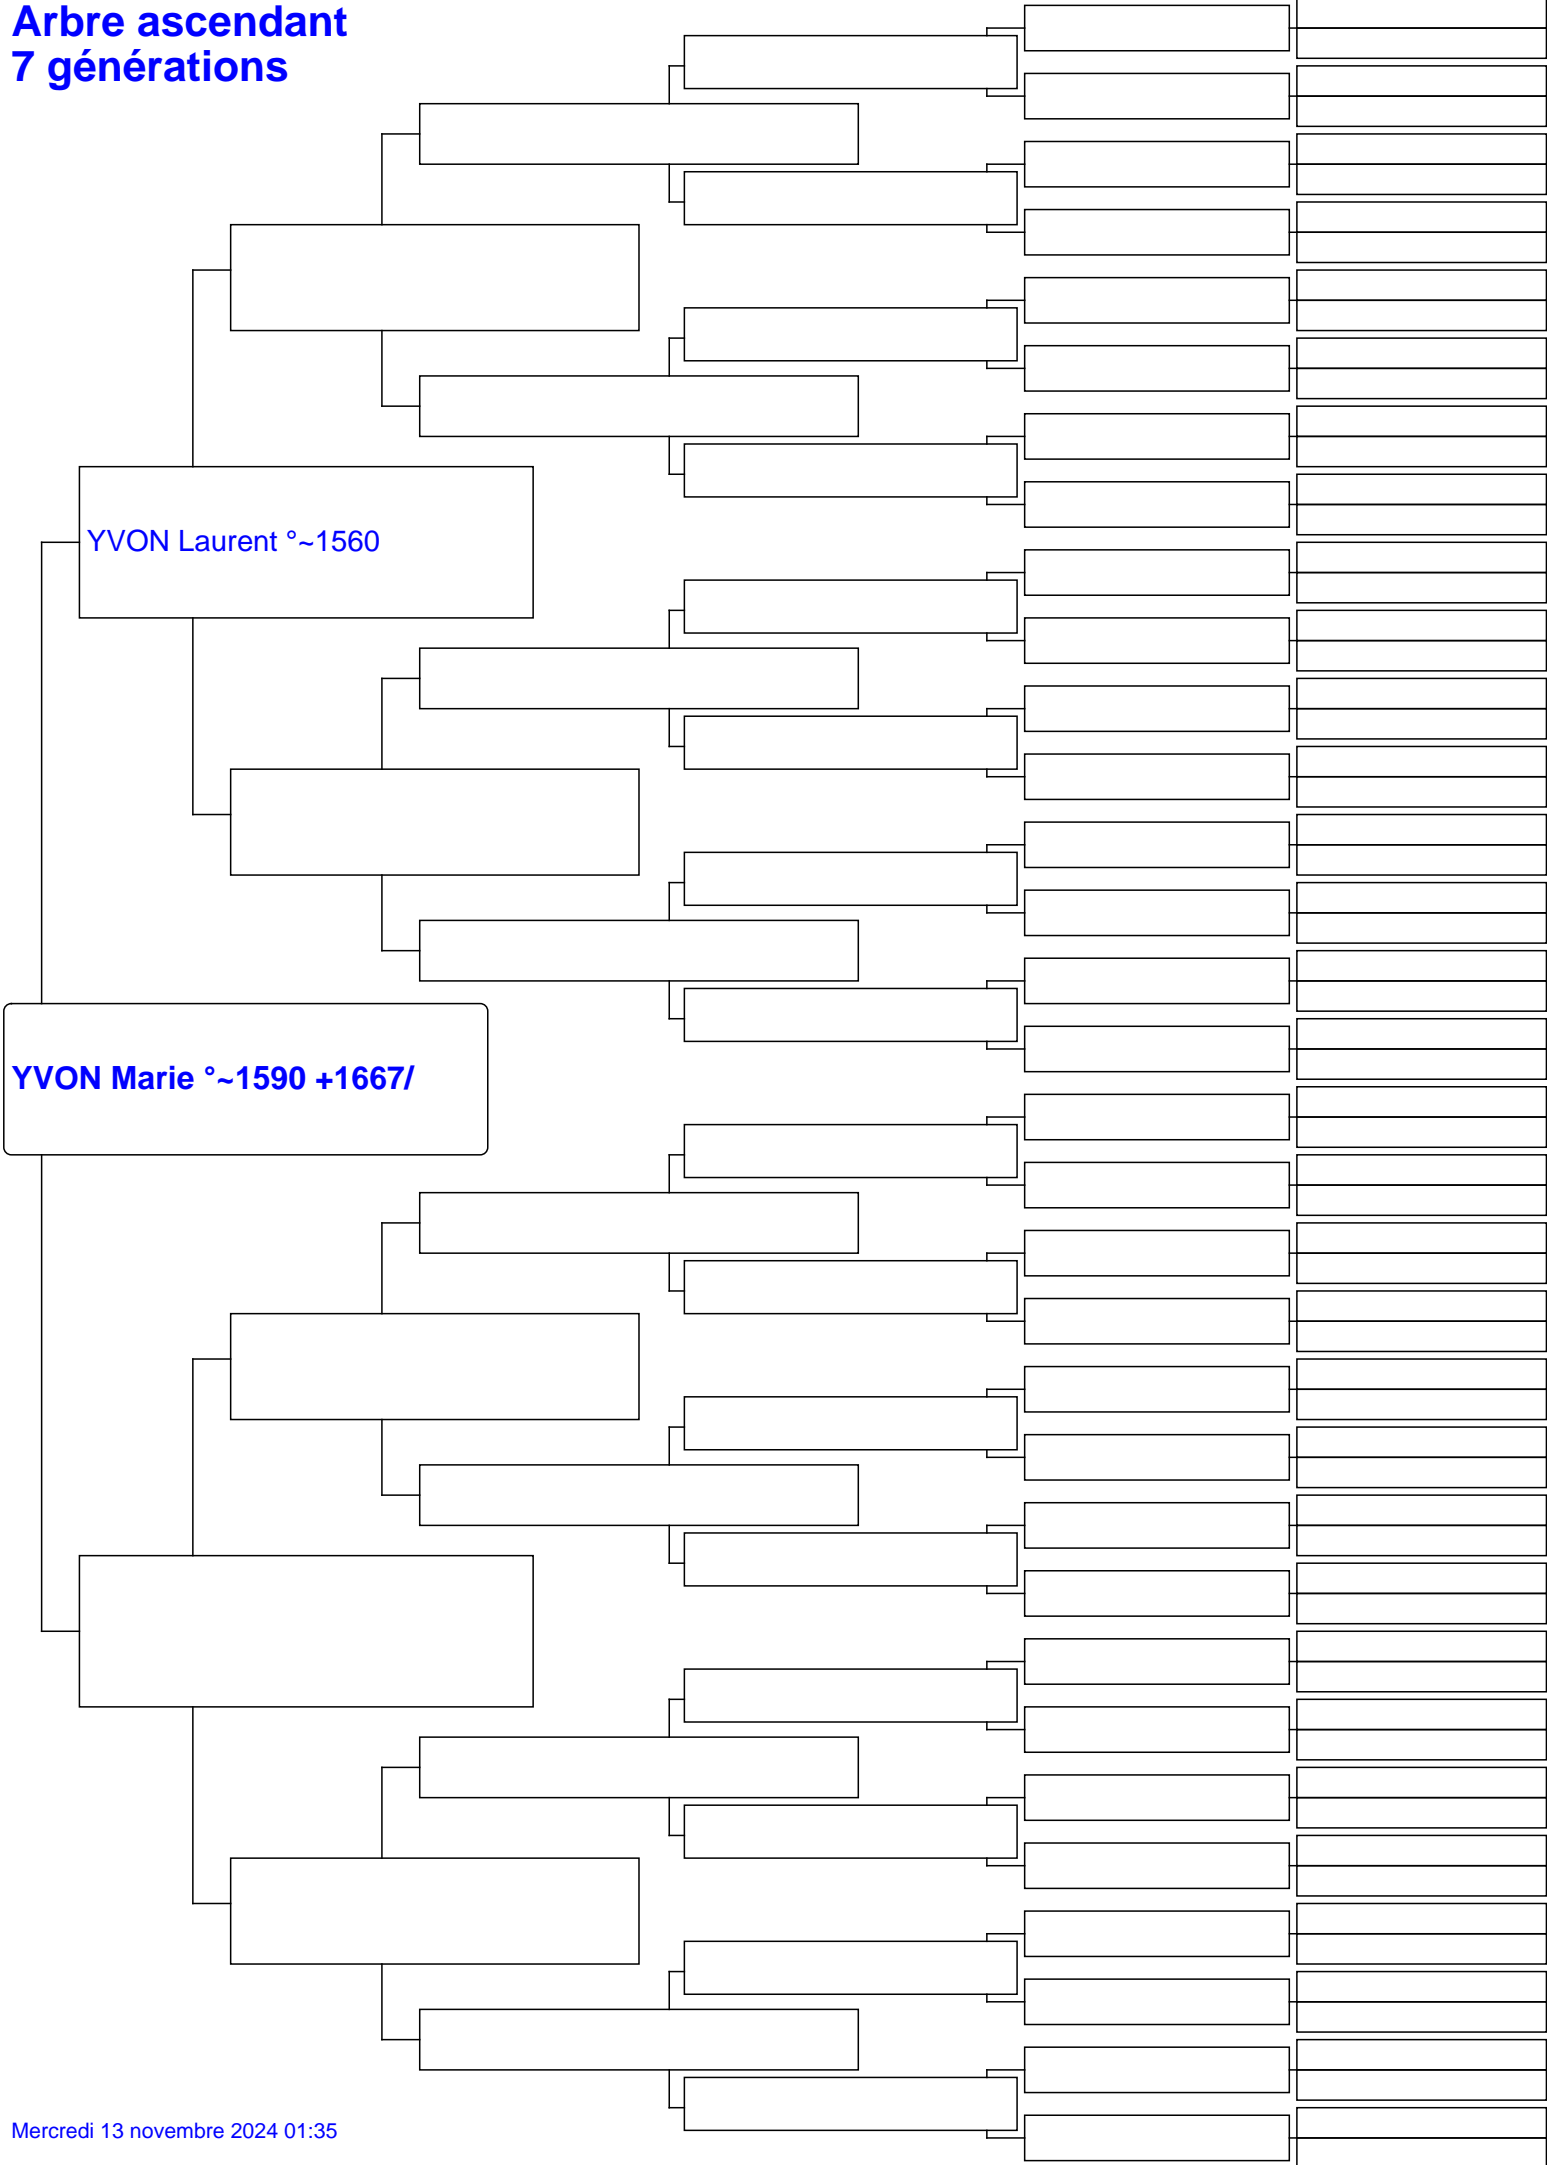 Arbre ascendant
7 générations
YVON Laurent °~1560
YVON Marie °~1590 +1667/
Mercredi 13 novembre 2024 01:35